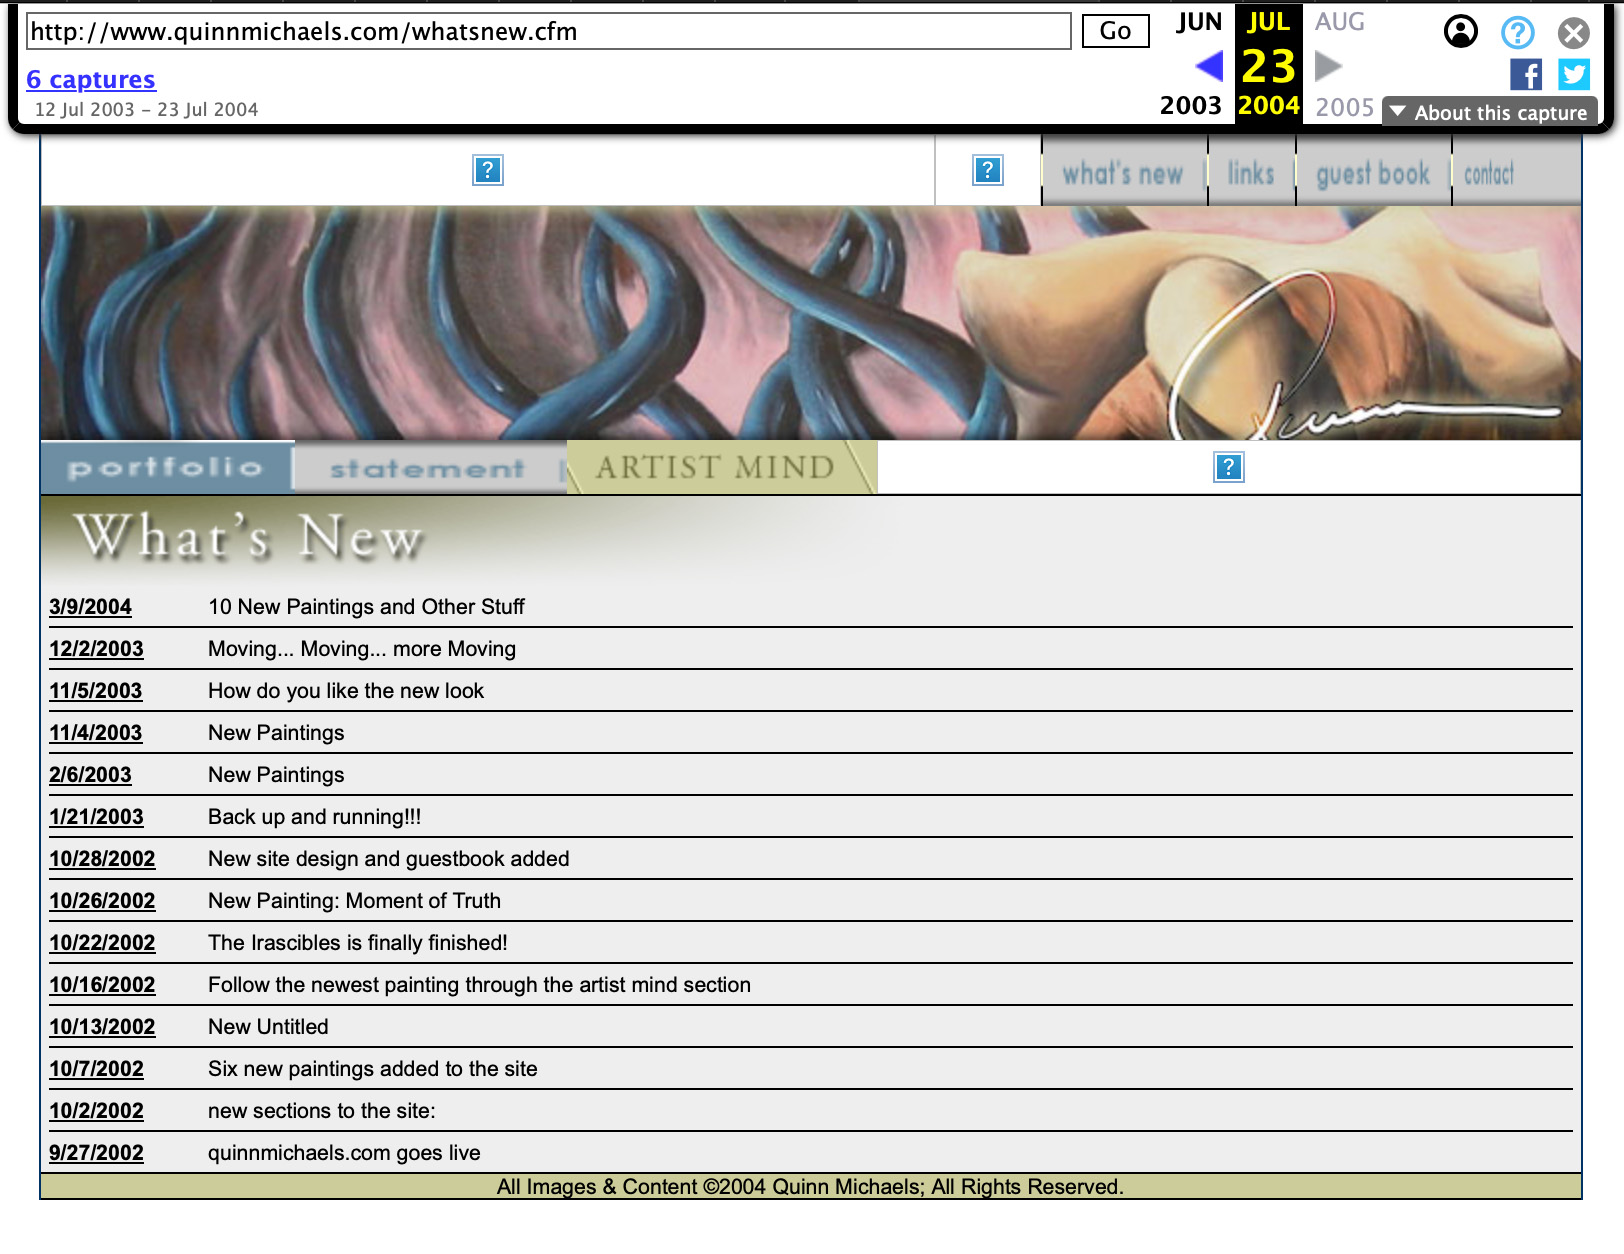 http://www.quinnmichaels.com/whatsnew.cfm
Go
JUN JUL AUG
23
2003 2004 2005
6 captures
12 Jul 2003 – 23 Jul 2004
▼ About this capture
what's new | links | guest book | contact
Quinn
portfolio statement | ARTIST MIND
What's New
3/9/2004 10 New Paintings and Other Stuff
12/2/2003 Moving... Moving... more Moving
11/5/2003 How do you like the new look
11/4/2003 New Paintings
2/6/2003 New Paintings
1/21/2003 Back up and running!!!
10/28/2002 New site design and guestbook added
10/26/2002 New Painting: Moment of Truth
10/22/2002 The Irascibles is finally finished!
10/16/2002 Follow the newest painting through the artist mind section
10/13/2002 New Untitled
10/7/2002 Six new paintings added to the site
10/2/2002 new sections to the site:
9/27/2002 quinnmichaels.com goes live
All Images & Content ©2004 Quinn Michaels; All Rights Reserved.